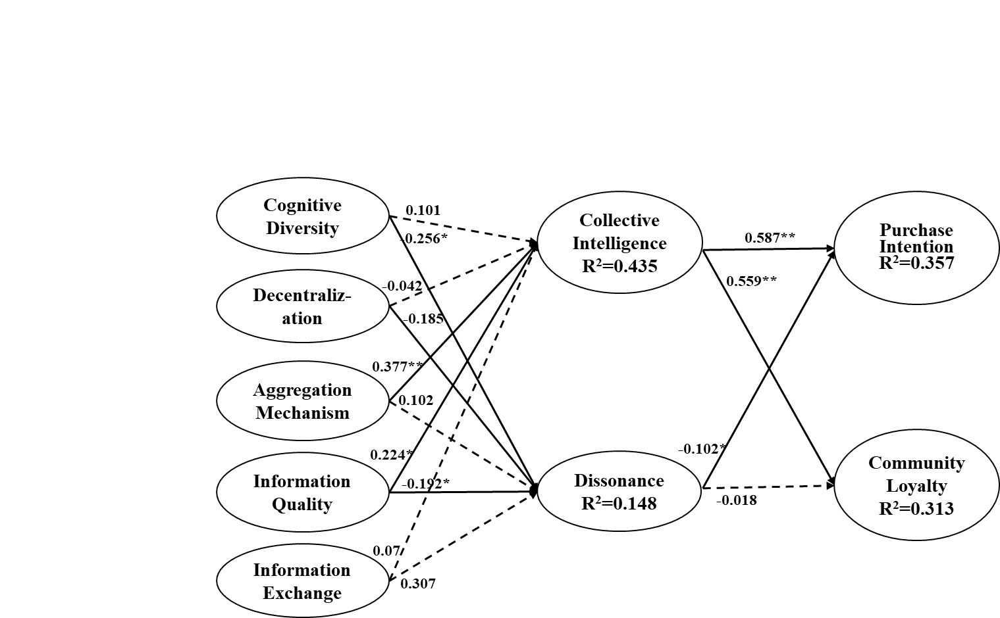 Cognitive
Diversity
Decentraliz-
ation
Aggregation
Mechanism
Information
Quality
Information
Exchange
0.101
-0.256*
-0.042
-0.185
0.377**
0.102
0.224*
-0.192*
0.07
0.307
Collective
Intelligence
R²=0.435
Dissonance
R²=0.148
0.587**
0.559**
-0.102*
-0.018
Purchase
Intention
R²=0.357
Community
Loyalty
R²=0.313